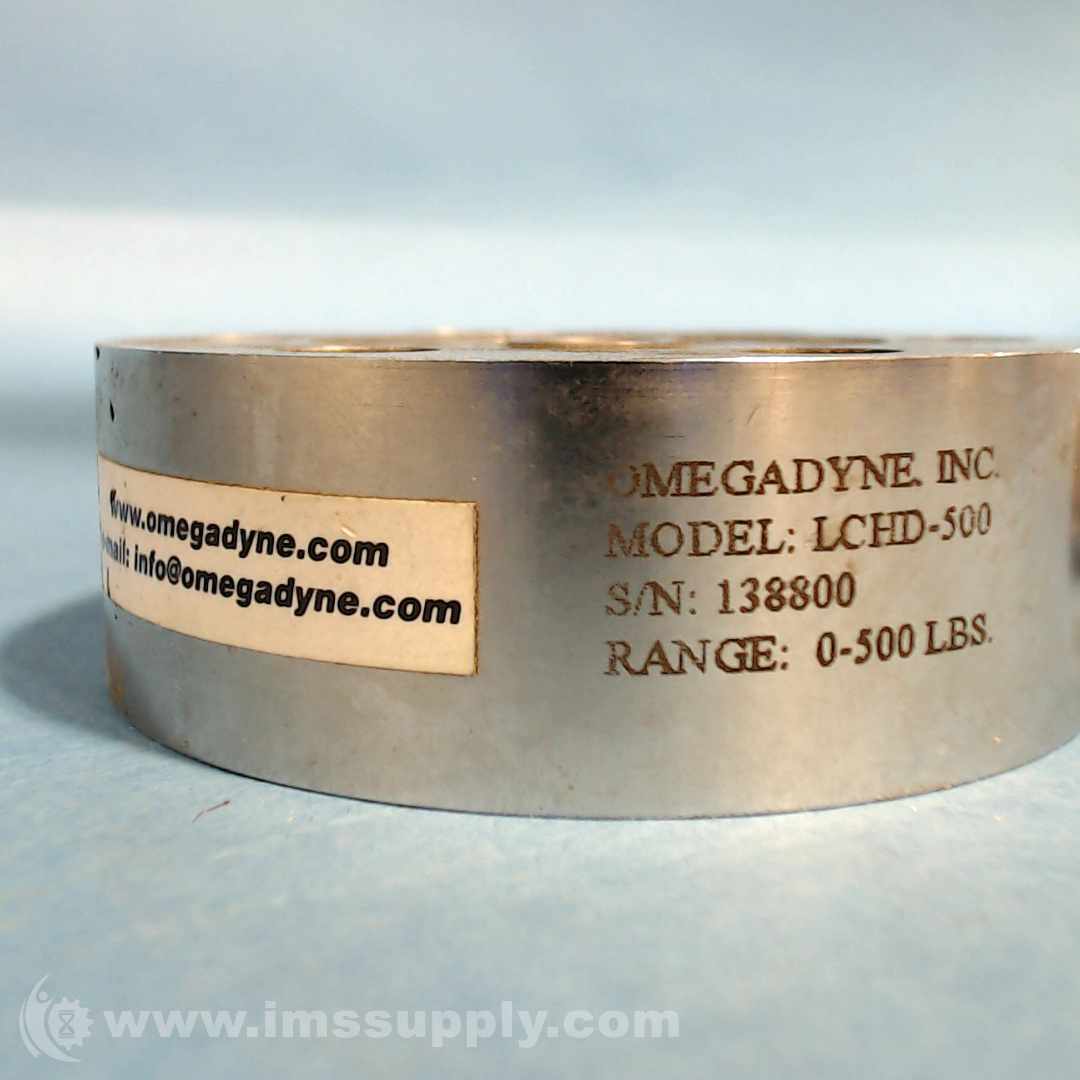 www.omegadyne.com
e-mail: info@omegadyne.com
OMEGADYNE, INC.
MODEL: LCHD-500
S/N: 138800
RANGE: 0-500 LBS.
www.imssupply.com